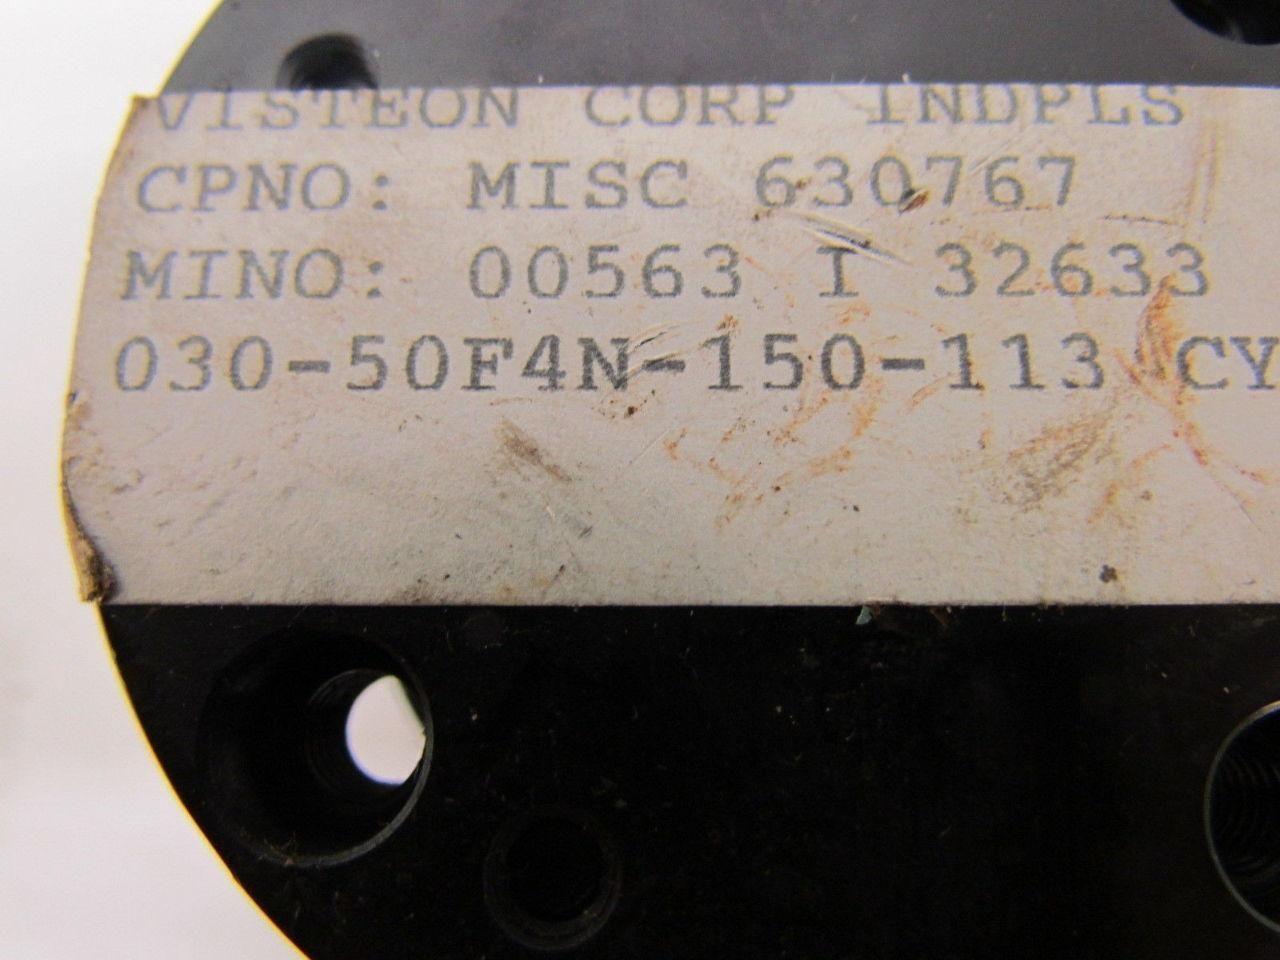 VISTEON CORP INDPLS
CPNO: MISC 630767
MINO: 00563 I 32633
030-50F4N-150-113 CY